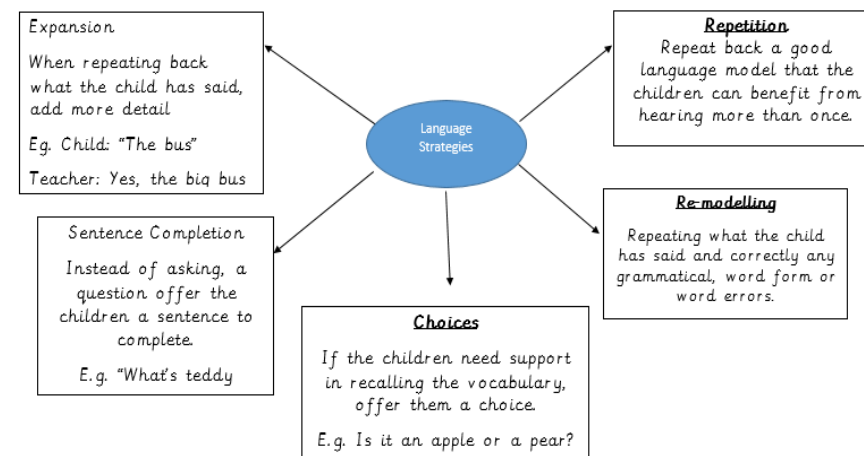 Expansion
When repeating back
what the child has said,
add more detail
Eg. Child: "The bus"
Teacher: Yes, the big bus
Language
Strategies
Repetition
Repeat back a good
language model that the
children can benefit from
hearing more than once.
Sentence Completion
Instead of asking, a
question offer the
children a sentence to
complete.
E.g. "What's teddy
Choices
If the children need support
in recalling the vocabulary,
offer them a choice.
E.g. Is it an apple or a pear?
Re-modelling
Repeating what the child
has said and correctly any
grammatical, word form or
word errors.